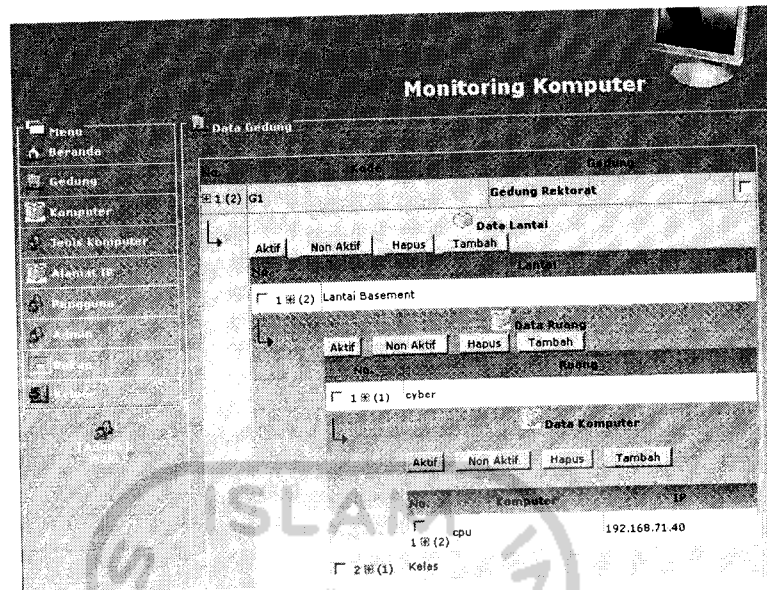 Monitoring Komputer
Menu
Beranda
Gedung
Komputer
Jenis Komputer
Alamat IP
Pengguna
Admin
Data Gedung
No. Kode Gedung
1 (2) G1 Gedung Rektorat
Data Lantai
Aktif Non Aktif Hapus Tambah
No. Lantai
1 (2) Lantai Basement
Data Ruang
Aktif Non Aktif Hapus Tambah
No. Ruang
1 (1) cyber
Data Komputer
Aktif Non Aktif Hapus Tambah
No. Komputer IP
1 (2) cpu 192.168.71.40
2 (1) Kelas
ISLAM